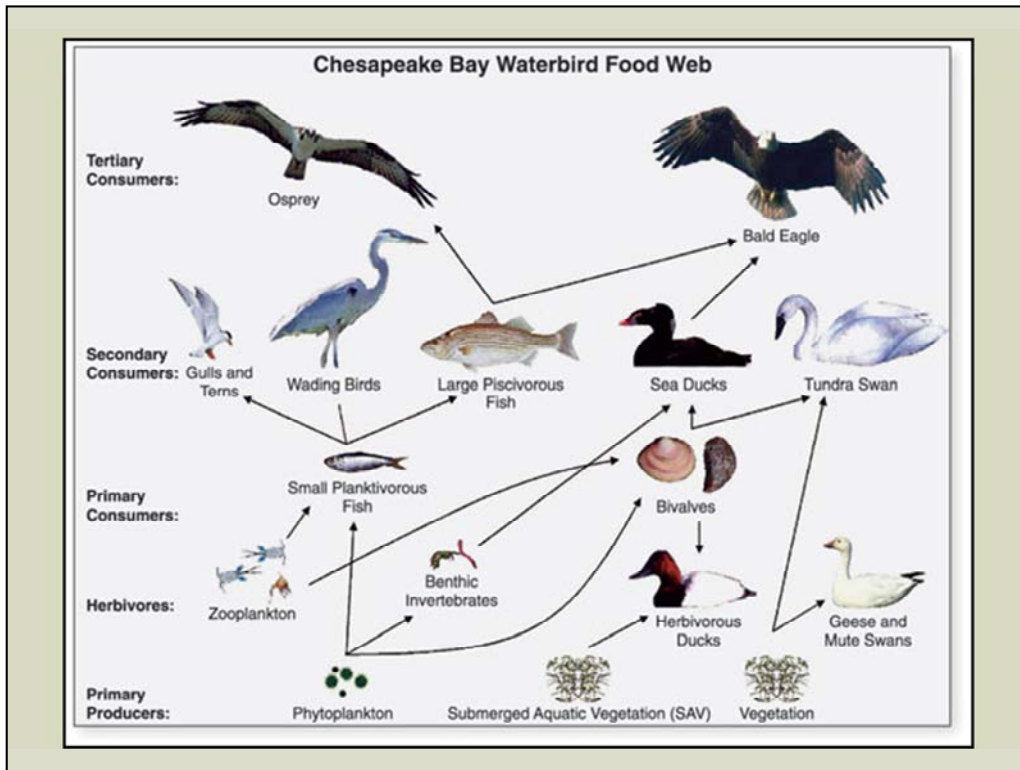 Chesapeake Bay Waterbird Food Web
Tertiary
Consumers:
Osprey
Bald Eagle
Secondary
Consumers:
Gulls and
Terns
Wading Birds
Large Piscivorous
Fish
Sea Ducks
Tundra Swan
Primary
Consumers:
Small Planktivorous
Fish
Bivalves
Herbivores:
Zooplankton
Benthic
Invertebrates
Herbivorous
Ducks
Geese and
Mute Swans
Primary
Producers:
Phytoplankton
Submerged Aquatic Vegetation (SAV)
Vegetation